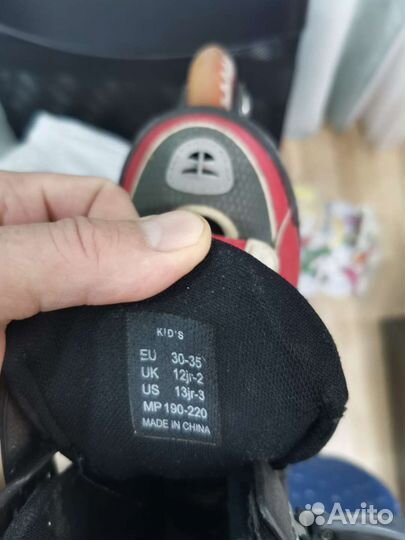 KID'S
EU 30-35
UK 12jr-2
US 13jr-3
MP 190-220
MADE IN CHINA
Avito